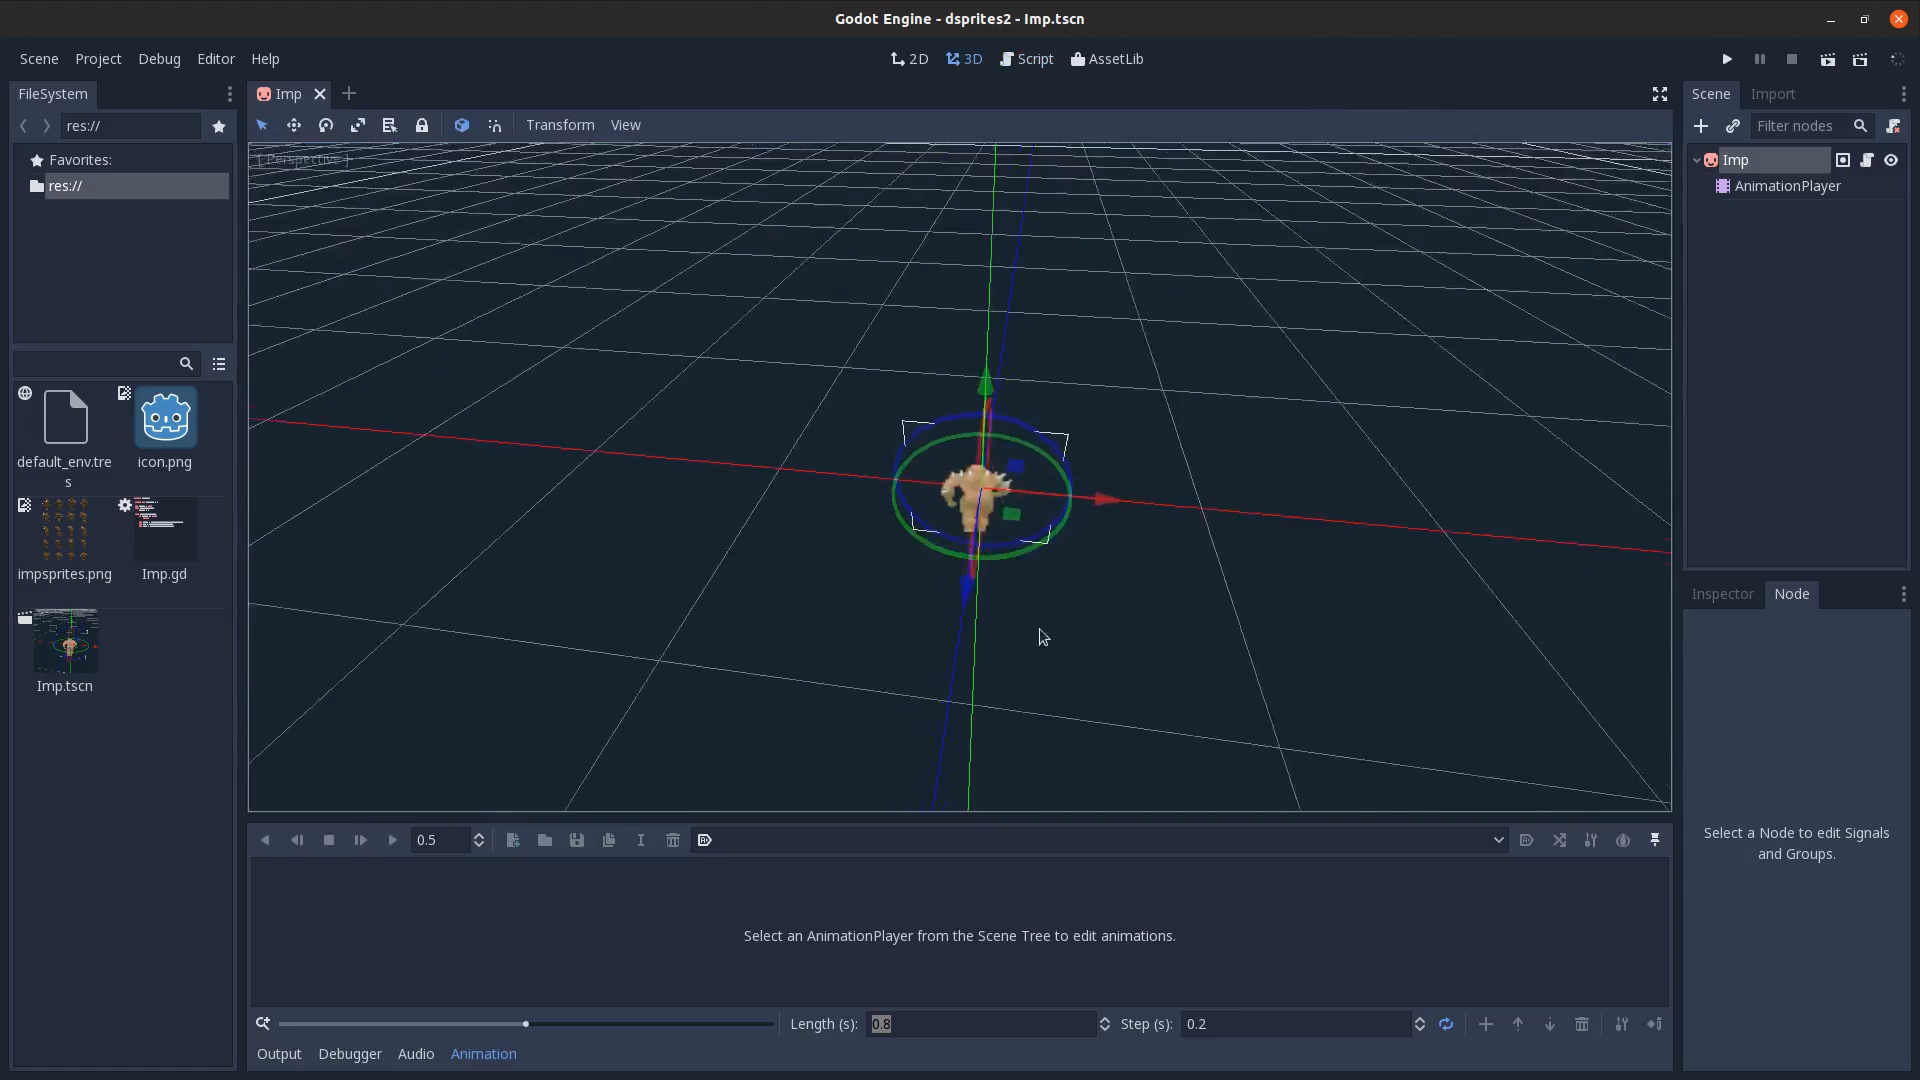 Godot Engine - dsprites2 - Imp.tscn
Scene Project Debug Editor Help
2D 3D Script AssetLib
FileSystem
Imp
Scene Import
res://
Transform View
Filter nodes
[ Perspective ]
Favorites:
res://
Imp
AnimationPlayer
default_env.tre
s
icon.png
impsprites.png
Imp.gd
Imp.tscn
Inspector Node
Select a Node to edit Signals
and Groups.
0.5
Select an AnimationPlayer from the Scene Tree to edit animations.
Length (s): 0.8 Step (s): 0.2
Output Debugger Audio Animation